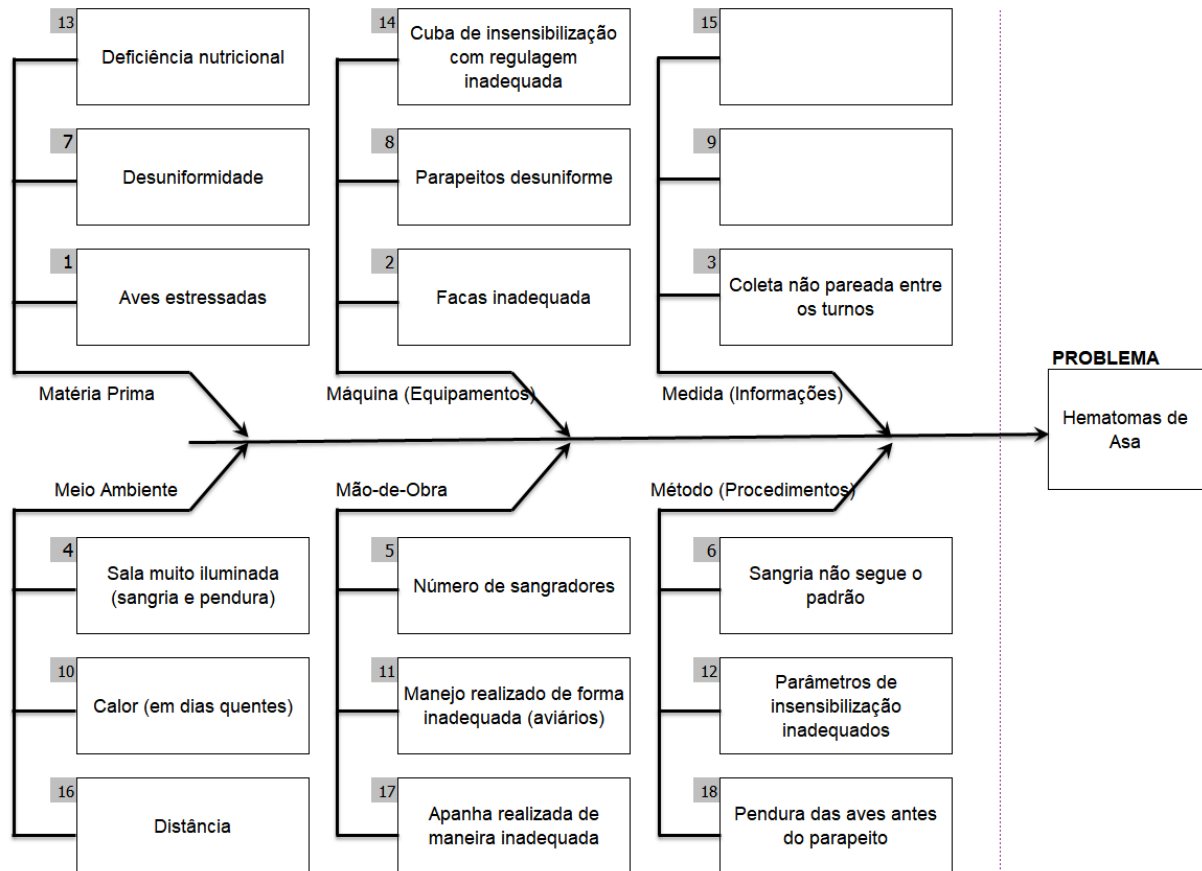 13
Deficiência nutricional
14
Cuba de insensibilização
com regulagem
inadequada
15
7
Desuniformidade
8
Parapeitos desuniforme
9
1
Aves estressadas
2
Facas inadequada
3
Coleta não pareada entre
os turnos
Matéria Prima
Máquina (Equipamentos)
Medida (Informações)
PROBLEMA
Hematomas de
Asa
Meio Ambiente
Mão-de-Obra
Método (Procedimentos)
4
Sala muito iluminada
(sangria e pendura)
5
Número de sangradores
6
Sangria não segue o
padrão
10
Calor (em dias quentes)
11
Manejo realizado de forma
inadequada (aviários)
12
Parâmetros de
insensibilização
inadequados
16
Distância
17
Apanha realizada de
maneira inadequada
18
Pendura das aves antes
do parapeito